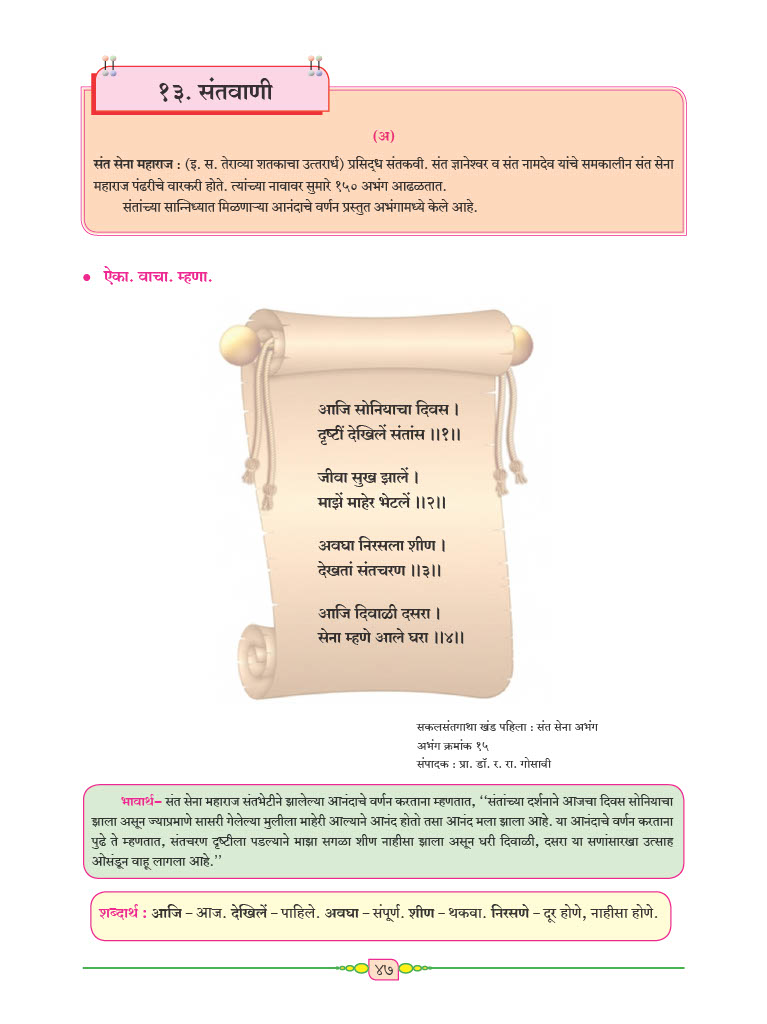 १३. संतवाणी
(अ)
संत सेना महाराज : (इ. स. तेराव्या शतकाचा उत्तरार्ध) प्रसिद्ध संतकवी. संत ज्ञानेश्वर व संत नामदेव यांचे समकालीन संत सेना
महाराज पंढरीचे वारकरी होते. त्यांच्या नावावर सुमारे १५० अभंग आढळतात.
संतांच्या सान्निध्यात मिळणाऱ्या आनंदाचे वर्णन प्रस्तुत अभंगामध्ये केले आहे.
● ऐका. वाचा. म्हणा.
आजि सोनियाचा दिवस ।
दृष्टीं देखिलें संतांस ।।१।।
जीवा सुख झालें ।
माझें माहेर भेटलें ।।२।।
अवघा निरसला शीण ।
देखतां संतचरण ।।३।।
आजि दिवाळी दसरा ।
सेना म्हणे आले घरा ।।४।।
सकलसंतगाथा खंड पहिला : संत सेना अभंग
अभंग क्रमांक १५
संपादक : प्रा. डॉ. र. रा. गोसावी
भावार्थ– संत सेना महाराज संतभेटीने झालेल्या आनंदाचे वर्णन करताना म्हणतात, ‘‘संतांच्या दर्शनाने आजचा दिवस सोनियाचा
झाला असून ज्याप्रमाणे सासरी गेलेल्या मुलीला माहेरी आल्याने आनंद होतो तसा आनंद मला झाला आहे. या आनंदाचे वर्णन करताना
पुढे ते म्हणतात, संतचरण दृष्टीला पडल्याने माझा सगळा शीण नाहीसा झाला असून घरी दिवाळी, दसरा या सणांसारखा उत्साह
ओसंडून वाहू लागला आहे.’’
शब्दार्थ : आजि – आज. देखिलें – पाहिले. अवघा – संपूर्ण. शीण – थकवा. निरसणे – दूर होणे, नाहीसा होणे.
४७